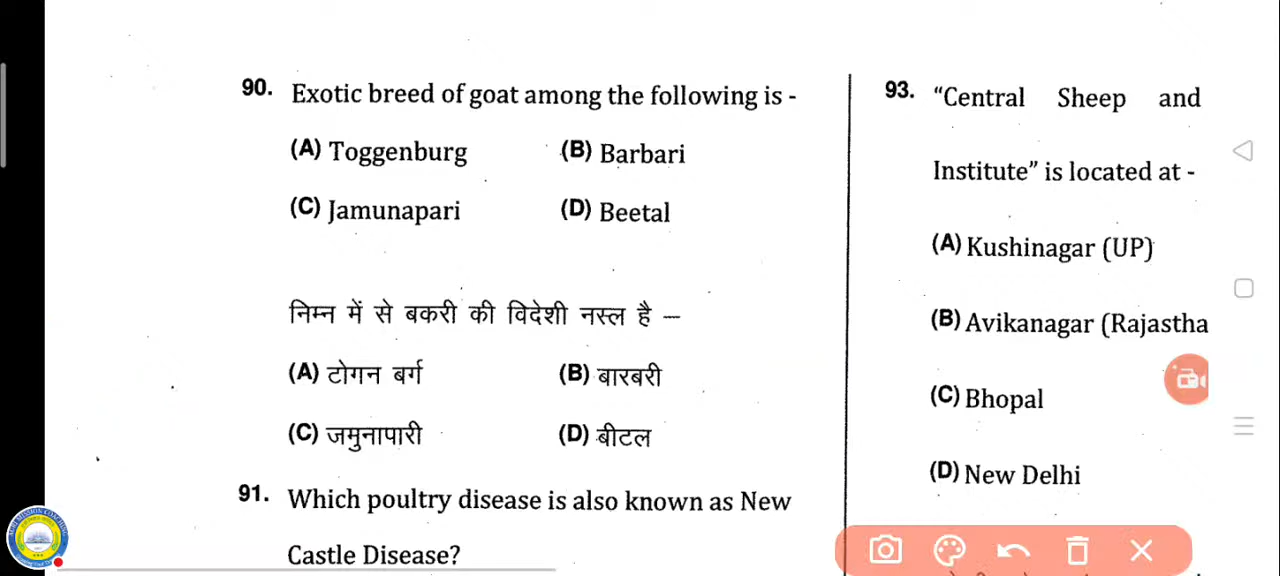 90. Exotic breed of goat among the following is -
(A) Toggenburg (B) Barbari
(C) Jamunapari (D) Beetal
निम्न में से बकरी की विदेशी नस्ल है —
(A) टोगन बर्ग (B) बारबरी
(C) जमुनापारी (D) बीटल
91. Which poultry disease is also known as New
Castle Disease?
93. “Central Sheep and
Institute” is located at -
(A) Kushinagar (UP)
(B) Avikanagar (Rajastha
(C) Bhopal
(D) New Delhi